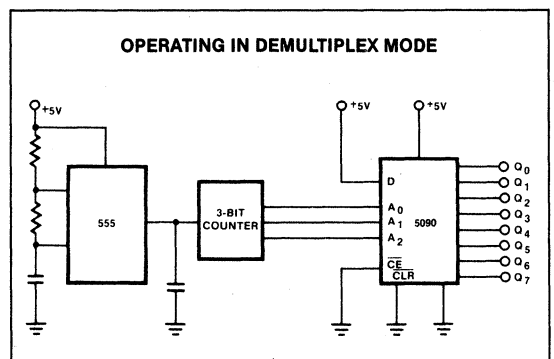 OPERATING IN DEMULTIPLEX MODE
+5V
+5V
+5V
555
3-BIT
COUNTER
D
A0
A1
A2
CE
CLR
5090
Q0
Q1
Q2
Q3
Q4
Q5
Q6
Q7